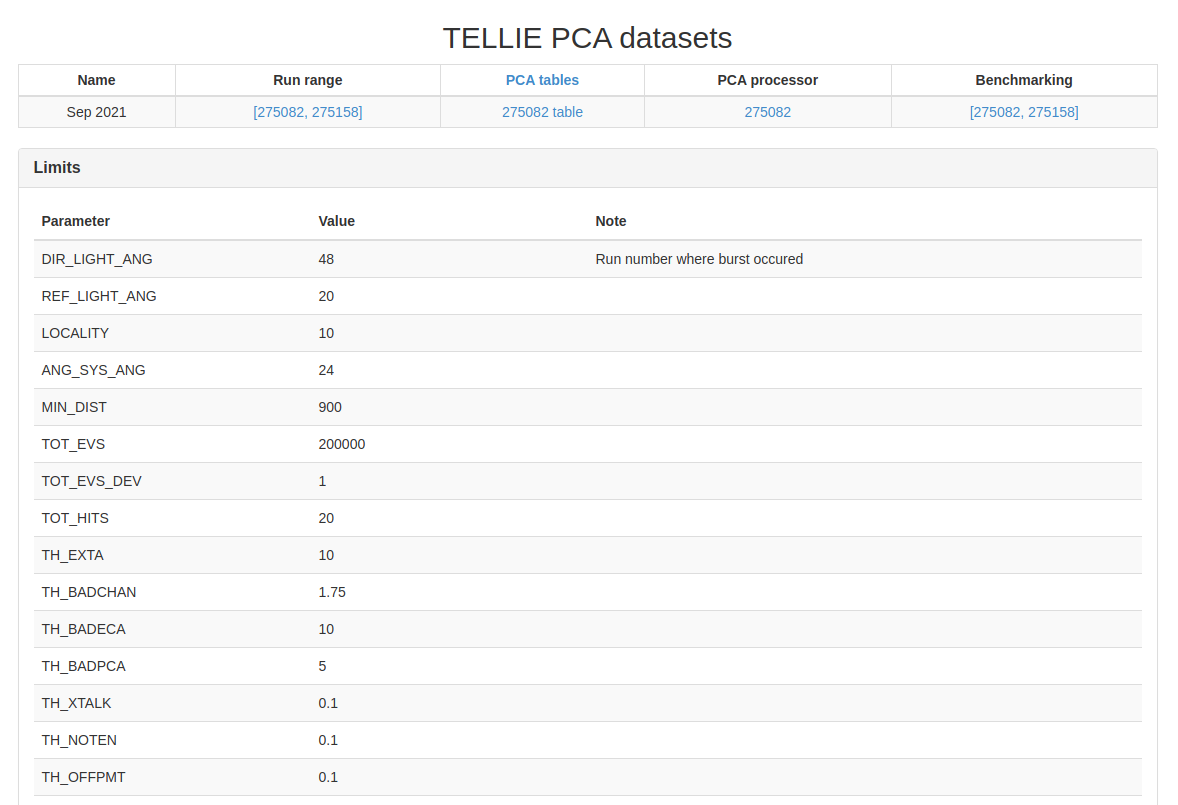 TELLIE PCA datasets
Name Run range PCA tables PCA processor Benchmarking
Sep 2021 [275082, 275158] 275082 table 275082 [275082, 275158]
Limits
Parameter Value Note
DIR_LIGHT_ANG 48 Run number where burst occured
REF_LIGHT_ANG 20
LOCALITY 10
ANG_SYS_ANG 24
MIN_DIST 900
TOT_EVS 200000
TOT_EVS_DEV 1
TOT_HITS 20
TH_EXTA 10
TH_BADCHAN 1.75
TH_BADECA 10
TH_BADPCA 5
TH_XTALK 0.1
TH_NOTEN 0.1
TH_OFFPMT 0.1